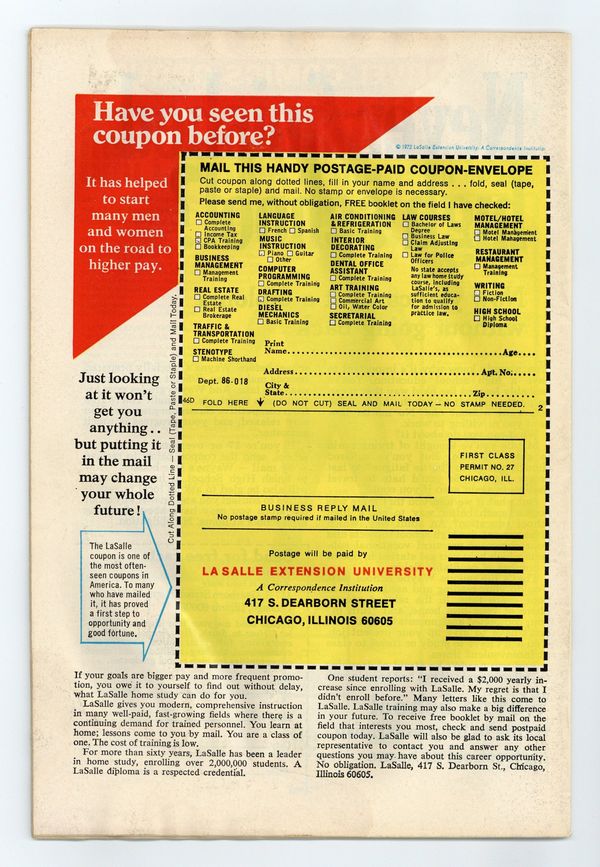 Have you seen this
coupon before?
© 1972 LaSalle Extension University. A Correspondence Institution
It has helped
to start
many men
and women
on the road to
higher pay.
MAIL THIS HANDY POSTAGE-PAID COUPON-ENVELOPE
Cut coupon along dotted lines, fill in your name and address . . . fold, seal (tape,
paste or staple) and mail. No stamp or envelope is necessary.
Please send me, without obligation, FREE booklet on the field I have checked:
ACCOUNTING
☐ Complete
Accounting
☐ Income Tax
☐ CPA Training
☐ Bookkeeping
BUSINESS
MANAGEMENT
☐ Management
Training
REAL ESTATE
☐ Complete Real
Estate
☐ Real Estate
Brokerage
TRAFFIC &
TRANSPORTATION
☐ Complete Training
STENOTYPE
☐ Machine Shorthand
LANGUAGE
INSTRUCTION
☐ French ☐ Spanish
MUSIC
INSTRUCTION
☐ Piano ☐ Guitar
☐ Other
COMPUTER
PROGRAMMING
☐ Complete Training
DRAFTING
☐ Complete Training
DIESEL
MECHANICS
☐ Basic Training
AIR CONDITIONING
& REFRIGERATION
☐ Basic Training
INTERIOR
DECORATING
☐ Complete Training
DENTAL OFFICE
ASSISTANT
☐ Complete Training
ART TRAINING
☐ Complete Training
☐ Commercial Art
☐ Oil, Water Color
SECRETARIAL
☐ Complete Training
LAW COURSES
☐ Bachelor of Laws
Degree
☐ Business Law
☐ Claim Adjusting
Law
☐ Law for Police
Officers
No state accepts
any law home study
course, including
LaSalle's, as
sufficient educa-
tion to qualify
for admission to
practice law.
MOTEL/HOTEL
MANAGEMENT
☐ Motel Management
☐ Hotel Management
RESTAURANT
MANAGEMENT
☐ Management
Training
WRITING
☐ Fiction
☐ Non-Fiction
HIGH SCHOOL
☐ High School
Diploma
Print
Name Age
Address Apt. No.
Dept. 86-018
City &
State Zip
46D FOLD HERE (DO NOT CUT) SEAL AND MAIL TODAY – NO STAMP NEEDED. 2
Cut Along Dotted Line — Seal (Tape, Paste or Staple) and Mail Today.
Just looking
at it won't
get you
anything . .
but putting it
in the mail
may change
your whole
future!
The LaSalle
coupon is one of
the most often-
seen coupons in
America. To many
who have mailed
it, it has proved
a first step to
opportunity and
good fortune.
FIRST CLASS
PERMIT NO. 27
CHICAGO, ILL.
BUSINESS REPLY MAIL
No postage stamp required if mailed in the United States
Postage will be paid by
LA SALLE EXTENSION UNIVERSITY
A Correspondence Institution
417 S. DEARBORN STREET
CHICAGO, ILLINOIS 60605
If your goals are bigger pay and more frequent promo-
tion, you owe it to yourself to find out without delay,
what LaSalle home study can do for you.
LaSalle gives you modern, comprehensive instruction
in many well-paid, fast-growing fields where there is a
continuing demand for trained personnel. You learn at
home; lessons come to you by mail. You are a class of
one. The cost of training is low.
For more than sixty years, LaSalle has been a leader
in home study, enrolling over 2,000,000 students. A
LaSalle diploma is a respected credential.
One student reports: "I received a $2,000 yearly in-
crease since enrolling with LaSalle. My regret is that I
didn't enroll before." Many letters like this come to
LaSalle. LaSalle training may also make a big difference
in your future. To receive free booklet by mail on the
field that interests you most, check and send postpaid
coupon today. LaSalle will also be glad to ask its local
representative to contact you and answer any other
questions you may have about this career opportunity.
No obligation. LaSalle, 417 S. Dearborn St., Chicago,
Illinois 60605.